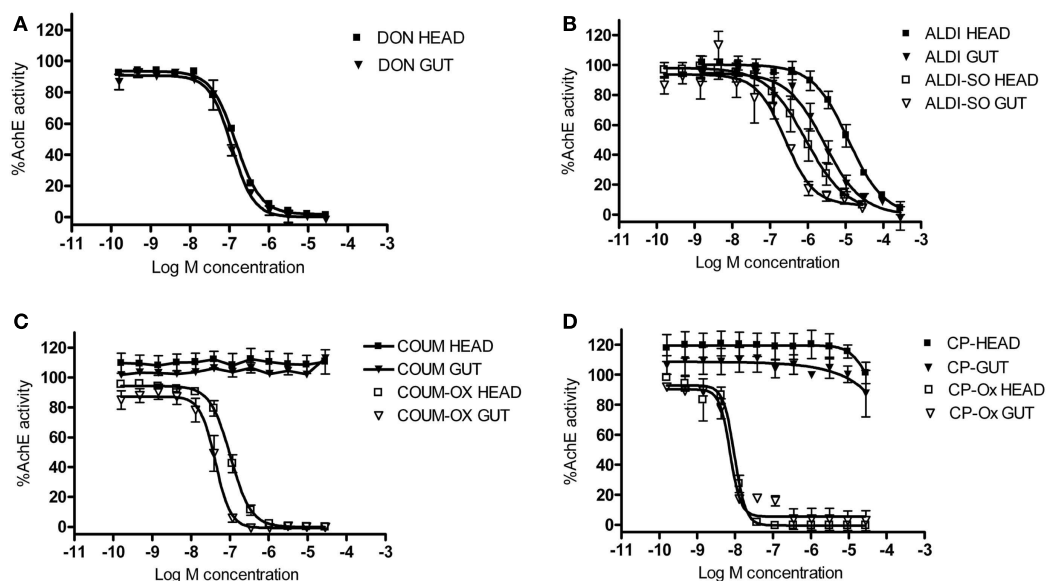 A
120
100
80
60
40
20
0
%AchE activity
-11 -10 -9 -8 -7 -6 -5 -4 -3
Log M concentration
DON HEAD
DON GUT
B
120
100
80
60
40
20
0
%AchE activity
-11 -10 -9 -8 -7 -6 -5 -4 -3
Log M concentration
ALDI HEAD
ALDI GUT
ALDI-SO HEAD
ALDI-SO GUT
C
120
100
80
60
40
20
0
%AchE activity
-11 -10 -9 -8 -7 -6 -5 -4 -3
Log M concentration
COUM HEAD
COUM GUT
COUM-OX HEAD
COUM-OX GUT
D
120
100
80
60
40
20
0
%AchE activity
-11 -10 -9 -8 -7 -6 -5 -4 -3
Log M concentration
CP-HEAD
CP-GUT
CP-Ox HEAD
CP-Ox GUT